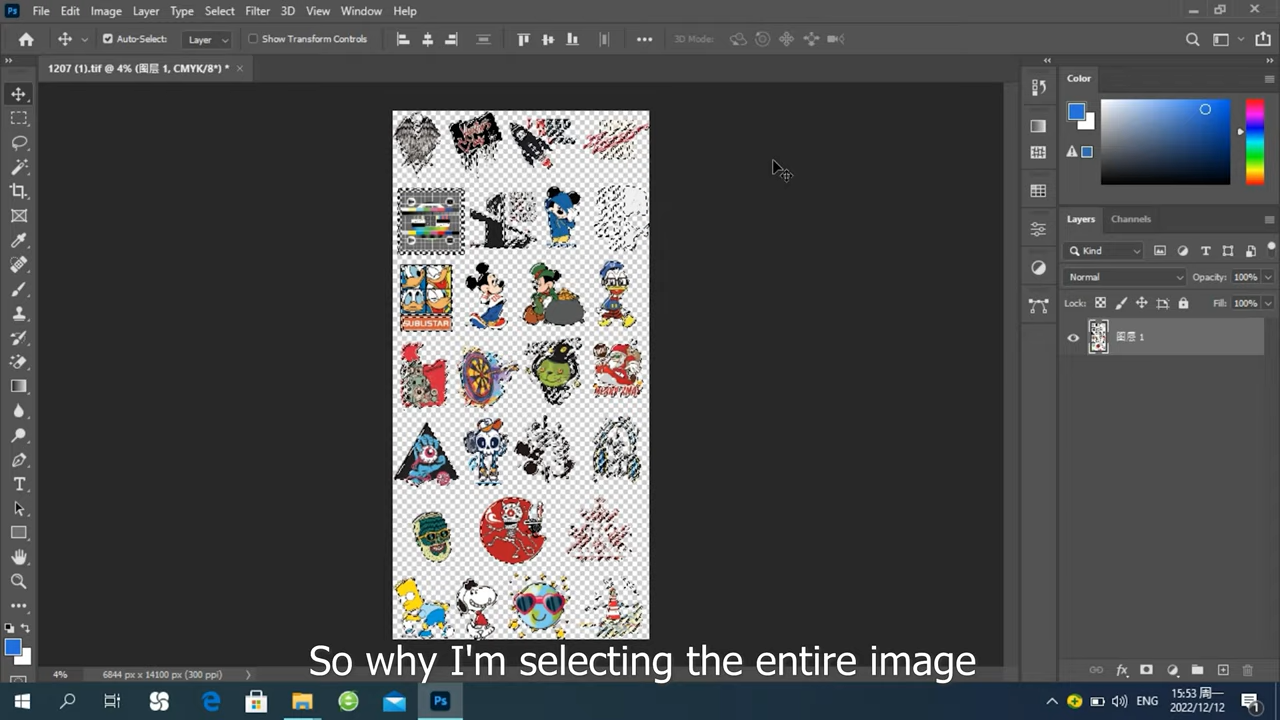 Ps File Edit Image Layer Type Select Filter 3D View Window Help
Auto-Select: Layer Show Transform Controls 3D Mode:
1207 (1).tif @ 4% (图层 1, CMYK/8*) *
Color
Layers Channels
Kind
Normal Opacity: 100%
Lock: Fill: 100%
图层 1
SUBLISTAR
4% 6844 px x 14100 px (300 ppi)
So why I'm selecting the entire image
Ps
ENG
15:53 周一
2022/12/12